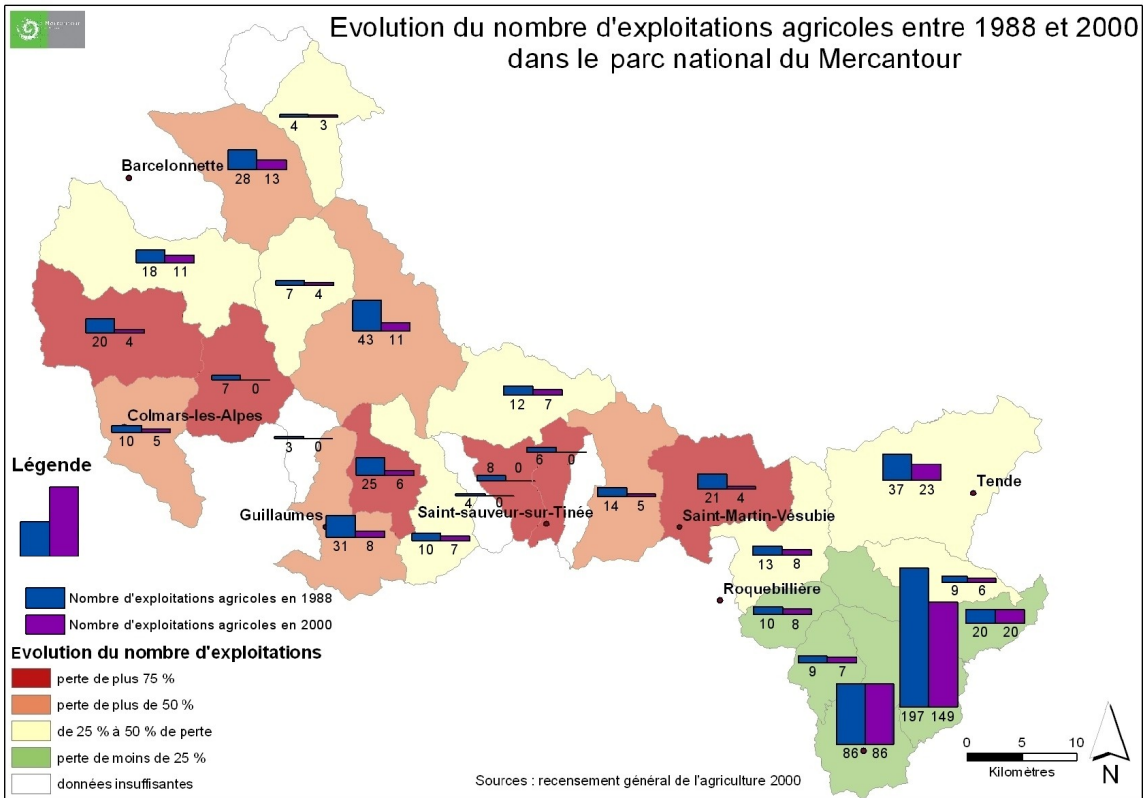 Mercantour
Evolution du nombre d'exploitations agricoles entre 1988 et 2000
dans le parc national du Mercantour
4 3
Barcelonnette
28 13
18 11
7 4
20 4
43 11
7 0
12 7
Colmars-les-Alpes
10 5
3 0
6 0
8 0
25 6
4 0
14 5
21 4
37 23
Tende
Légende
Guillaumes
31 8
Saint-sauveur-sur-Tinée
10 7
Saint-Martin-Vésubie
13 8
9 6
Roquebillière
10 8
20 20
9 7
197 149
86 86
Nombre d'exploitations agricoles en 1988
Nombre d'exploitations agricoles en 2000
Evolution du nombre d'exploitations
perte de plus 75 %
perte de plus de 50 %
de 25 % à 50 % de perte
perte de moins de 25 %
données insuffisantes
Sources : recensement général de l'agriculture 2000
0 5 10
Kilomètres
N